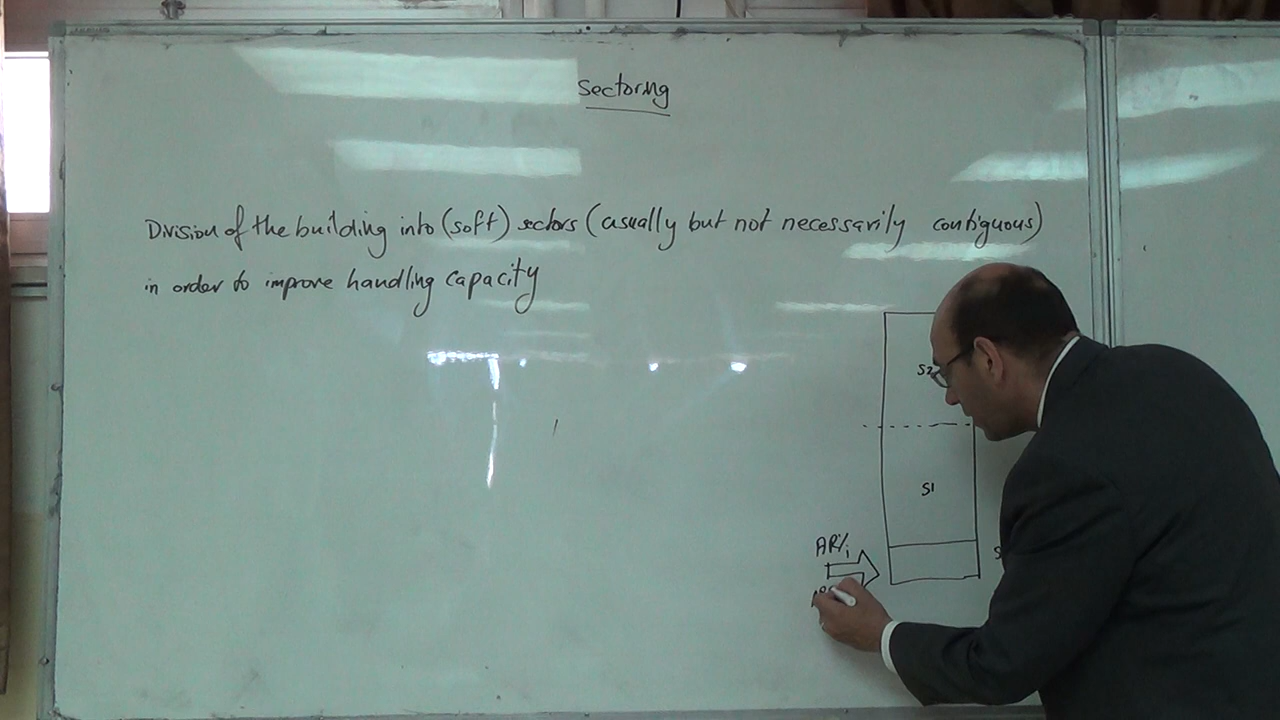 Sectoring
Division of the building into (soft) sectors (usually but not necessarily contiguous)
in order to improve handling capacity
S2
S1
AR%